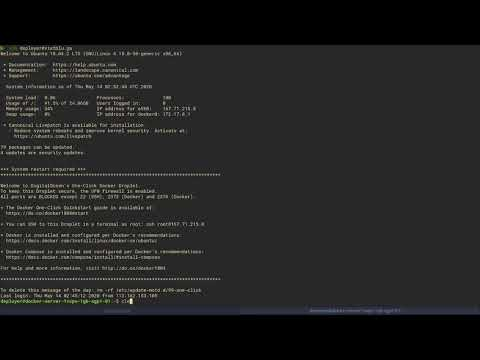 deployer@viblo.ga
Welcome to Ubuntu 18.04.2 LTS (GNU/Linux 4.15.0-50-generic x86_64)
* Documentation: https://help.ubuntu.com
* Management: https://landscape.canonical.com
* Support: https://ubuntu.com/advantage
System information as of Thu May 14 02:52:44 UTC 2020
System load: 0.0 Processes: 100
Usage of /: 41.5% of 24.06GB Users logged in: 0
Memory usage: 34% IP address for eth0: 167.71.215.8
Swap usage: 0% IP address for docker0: 172.17.0.1
* Canonical Livepatch is available for installation.
- Reduce system reboots and improve kernel security. Activate at:
https://ubuntu.com/livepatch
79 packages can be updated.
4 updates are security updates.
*** System restart required ***
********************************************************************************
Welcome to DigitalOcean's One-Click Docker Droplet.
To keep this Droplet secure, the UFW firewall is enabled.
All ports are BLOCKED except 22 (SSH), 2375 (Docker) and 2376 (Docker).
* The Docker One-Click Quickstart guide is available at:
https://do.co/docker1804#start
* You can SSH to this Droplet in a terminal as root: ssh root@167.71.215.8
* Docker is installed and configured per Docker's recommendations:
https://docs.docker.com/install/linux/docker-ce/ubuntu/
* Docker Compose is installed and configured per Docker's recommendations:
https://docs.docker.com/compose/install/#install-compose
For help and more information, visit http://do.co/docker1804
********************************************************************************
To delete this message of the day: rm -rf /etc/update-motd.d/99-one-click
Last login: Thu May 14 02:45:12 2020 from